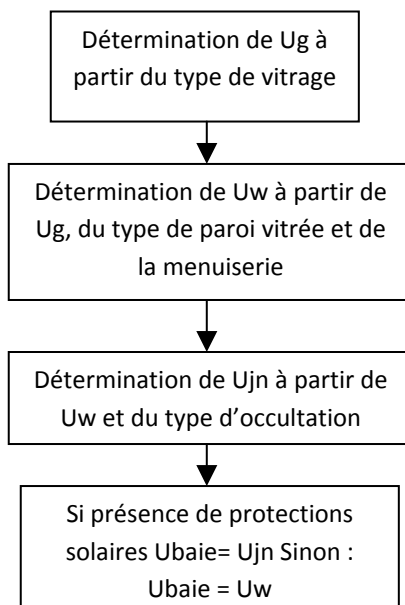 Détermination de Ug à
partir du type de vitrage
Détermination de Uw à partir de
Ug, du type de paroi vitrée et de
la menuiserie
Détermination de Ujn à partir de
Uw et du type d’occultation
Si présence de protections
solaires Ubaie= Ujn Sinon :
Ubaie = Uw